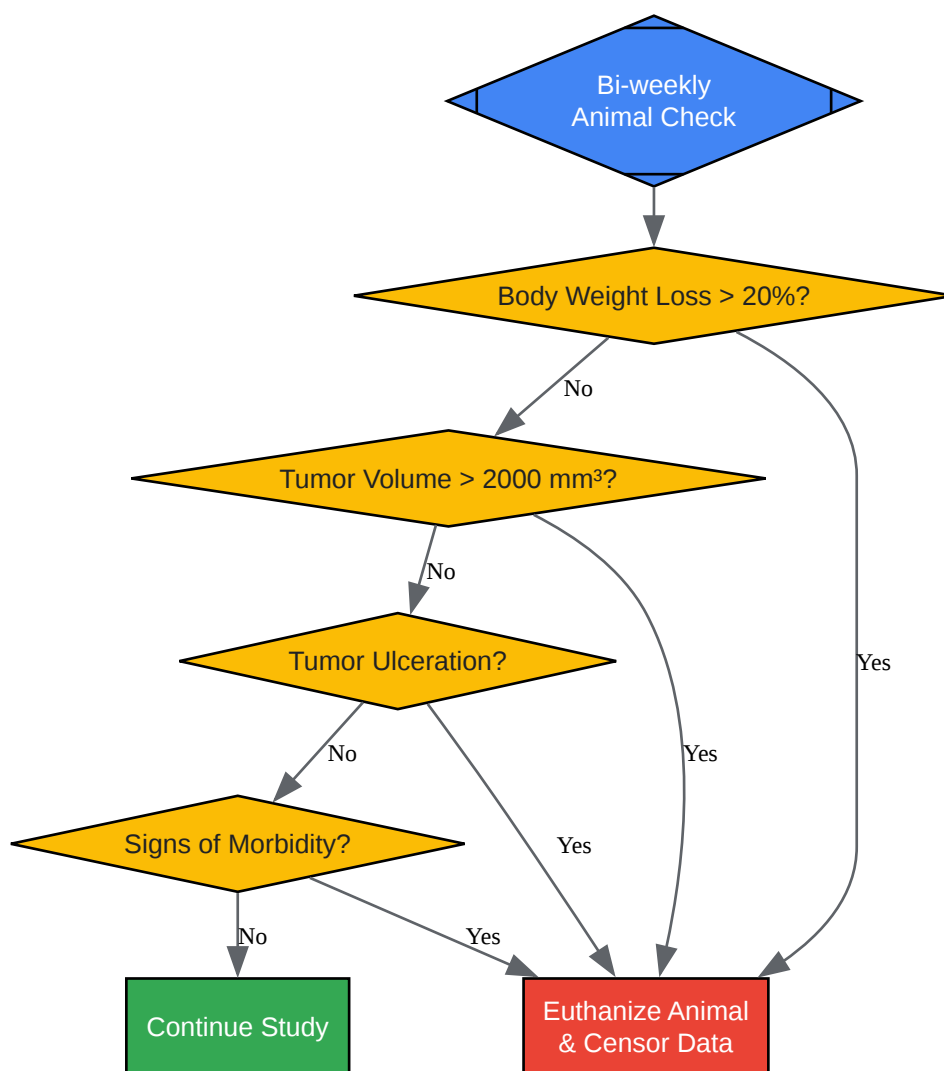 Bi-weekly
Animal Check
Body Weight Loss > 20%?
No
Tumor Volume > 2000 mm³?
No
Tumor Ulceration?
Yes
No
Yes
Signs of Morbidity?
Yes
No
Yes
Continue Study
Euthanize Animal
& Censor Data